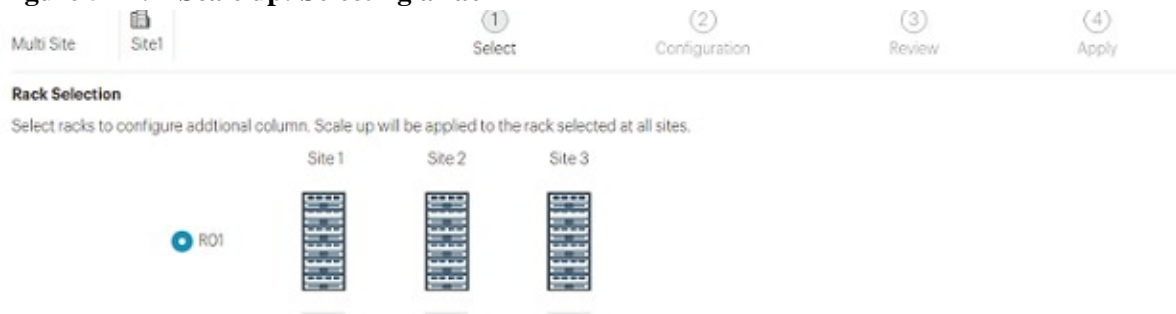 Multi Site
Site1
1
Select
2
Configuration
3
Review
4
Apply
Rack Selection
Select racks to configure addtional column. Scale up will be applied to the rack selected at all sites.
Site 1
Site 2
Site 3
R01